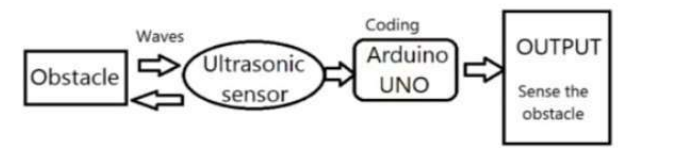 Waves
Coding
Obstacle
Ultrasonic
sensor
Arduino
UNO
OUTPUT
Sense the
obstacle